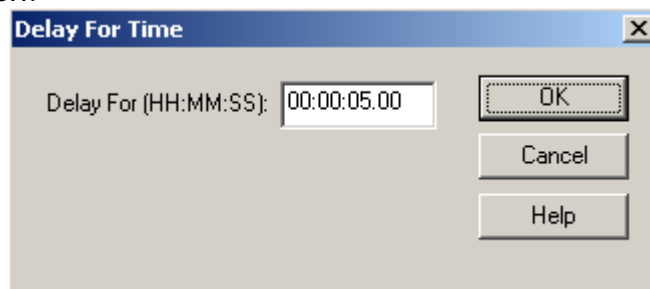 Delay For Time
Delay For (HH:MM:SS): 00:00:05.00
OK
Cancel
Help